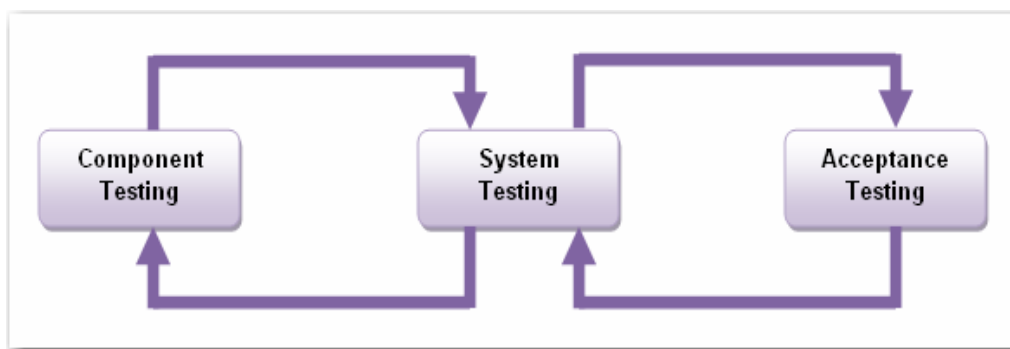 Component
Testing
System
Testing
Acceptance
Testing